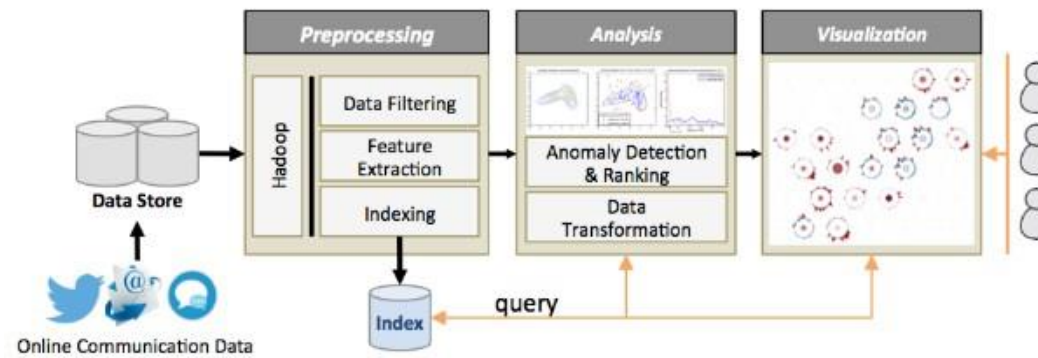 Preprocessing
Analysis
Visualization
Hadoop
Data Filtering
Feature
Extraction
Indexing
Anomaly Detection
& Ranking
Data
Transformation
Data Store
@
Online Communication Data
Index
query